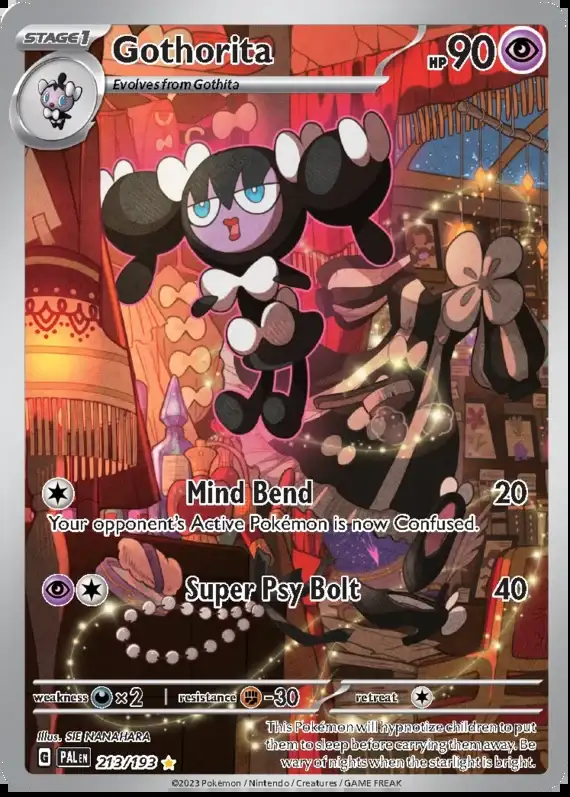 STAGE1
Gothorita
HP90
Evolves from Gothita
Mind Bend 20
Your opponent's Active Pokémon is now Confused.
Super Psy Bolt 40
weakness ×2 resistance -30 retreat
Illus. SIE NANAHARA
G PAL EN 213/193
This Pokémon will hypnotize children to put
them to sleep before carrying them away. Be
wary of nights when the starlight is bright.
©2023 Pokémon / Nintendo / Creatures / GAME FREAK